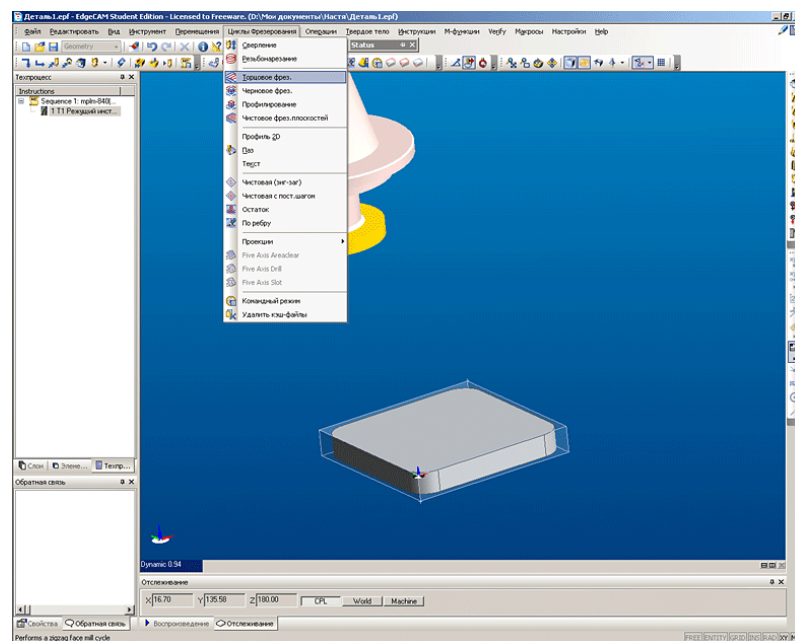 Деталь1.epf - EdgeCAM Student Edition - Licensed to Freeware. (D:\Мои документы\Настя\Деталь1.epf)
Файл Редактировать Вид Инструмент Перемещения Циклы Фрезерования Операции Твердое тело Инструкции М-функции Verify Макросы Настройки Help
Geometry
Status
Техпроцесс
Instructions
Sequence 1: mplm-840(...
1 T1 Режущий инст...
Сверление
Резьбонарезание
Торцовое фрез.
Черновое фрез.
Профилирование
Чистовое фрез.плоскостей
Профиль 2D
Паз
Текст
Чистовая (зиг-заг)
Чистовая с пост.шагом
Остаток
По ребру
Проекции
Five Axis Areaclear
Five Axis Drill
Five Axis Slot
Командный режим
Удалить кэш-файлы
Слои Элеме... Техпр...
Обратная связь
Dynamic 0.94
Отслеживание
X 16.70 Y 135.58 Z 180.00 CPL World Machine
Свойства Обратная связь Воспроизведение Отслеживание
Performs a zigzag face mill cycle FREE ENTITY GRID INS RAD XY